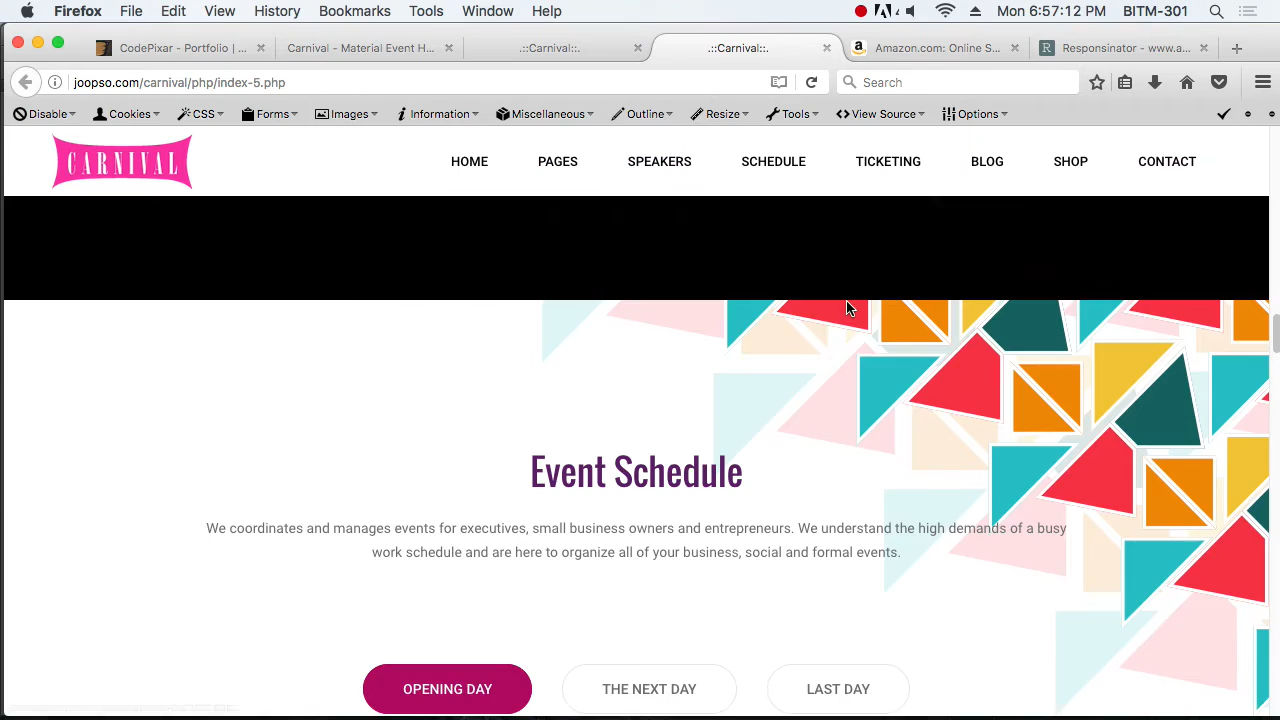 Firefox File Edit View History Bookmarks Tools Window Help Mon 6:57:12 PM BITM-301
CodePixar - Portfolio | ... Carnival - Material Event H... .::Carnival::. .::Carnival::. Amazon.com: Online S... Responsinator - www.a...
joopso.com/carnival/php/index-5.php Search
Disable Cookies CSS Forms Images Information Miscellaneous Outline Resize Tools View Source Options
CARNIVAL HOME PAGES SPEAKERS SCHEDULE TICKETING BLOG SHOP CONTACT
Event Schedule
We coordinates and manages events for executives, small business owners and entrepreneurs. We understand the high demands of a busy
work schedule and are here to organize all of your business, social and formal events.
OPENING DAY THE NEXT DAY LAST DAY